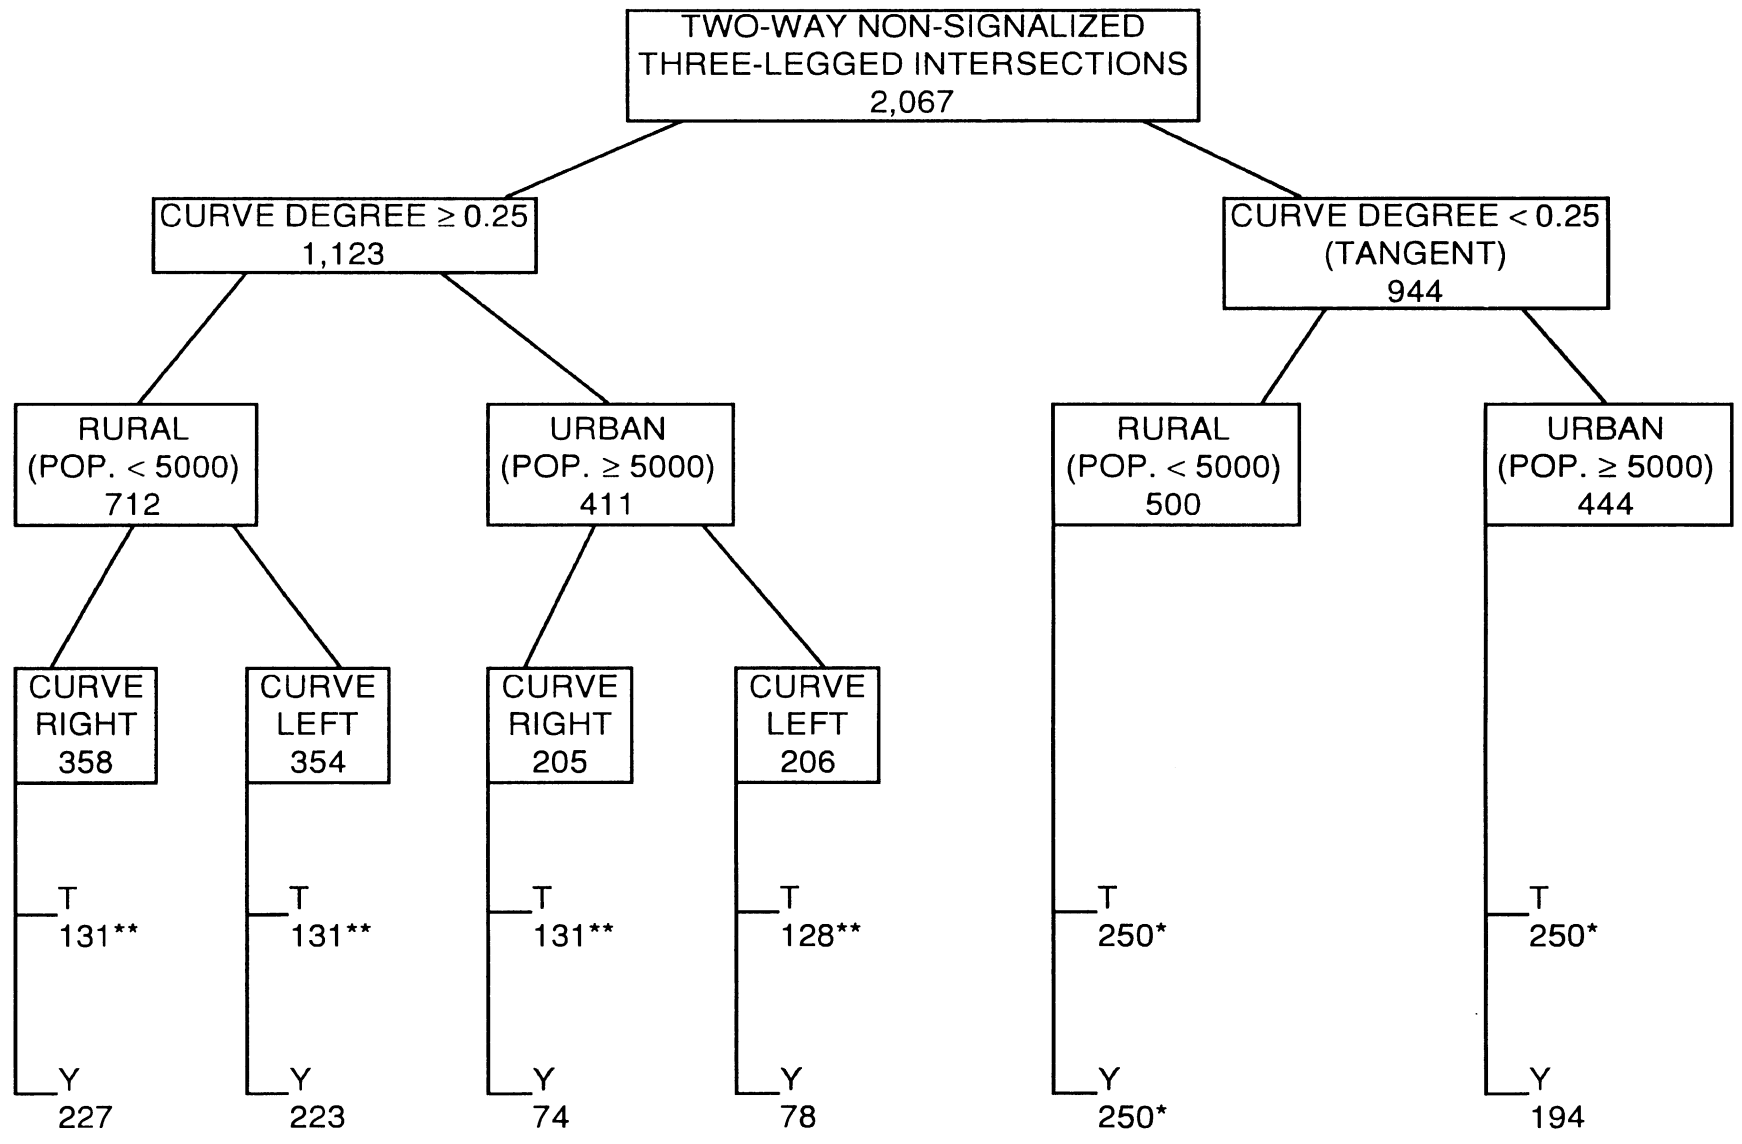 TWO-WAY NON-SIGNALIZED
THREE-LEGGED INTERSECTIONS
2,067
CURVE DEGREE ≥ 0.25
1,123
CURVE DEGREE < 0.25
(TANGENT)
944
RURAL
(POP. < 5000)
712
URBAN
(POP. ≥ 5000)
411
RURAL
(POP. < 5000)
500
URBAN
(POP. ≥ 5000)
444
CURVE
RIGHT
358
CURVE
LEFT
354
CURVE
RIGHT
205
CURVE
LEFT
206
T
131**
T
131**
T
131**
T
128**
T
250*
T
250*
Y
227
Y
223
Y
74
Y
78
Y
250*
Y
194